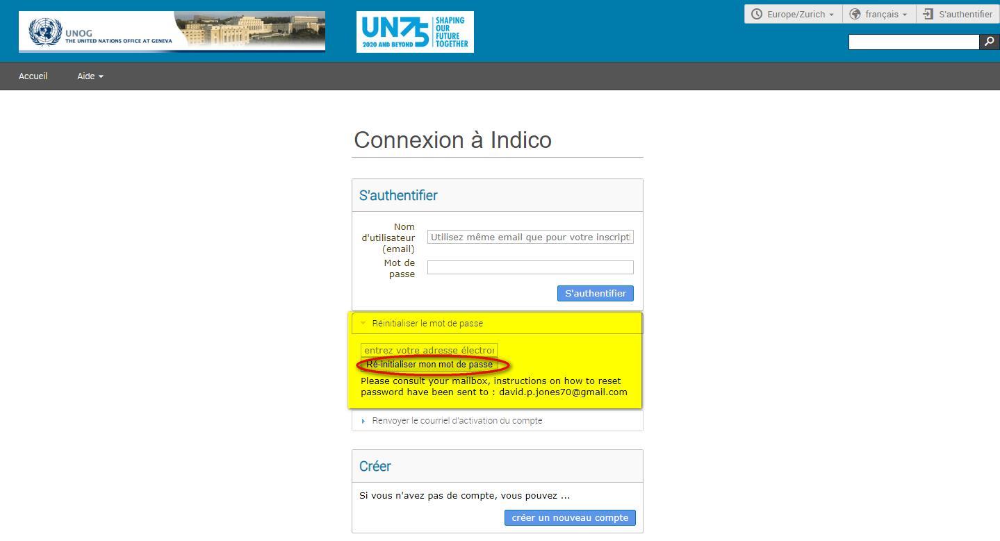 UNOG
THE UNITED NATIONS OFFICE AT GENEVA
UN75
2020 AND BEYOND
SHAPING
OUR
FUTURE
TOGETHER
Europe/Zurich
français
S'authentifier
Accueil
Aide
Connexion à Indico
S'authentifier
Nom
d'utilisateur
(email)
Utilisez même email que pour votre inscripti
Mot de
passe
S'authentifier
Réinitialiser le mot de passe
entrez votre adresse électror
Ré-initialiser mon mot de passe
Please consult your mailbox, instructions on how to reset
password have been sent to : david.p.jones70@gmail.com
Renvoyer le courriel d'activation du compte
Créer
Si vous n'avez pas de compte, vous pouvez ...
créer un nouveau compte